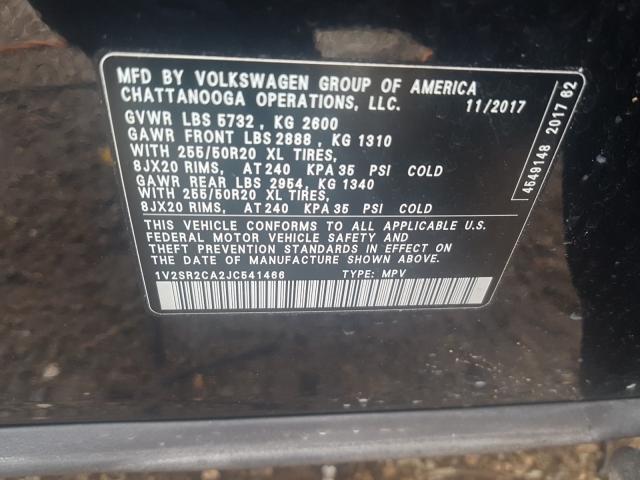 MFD BY VOLKSWAGEN GROUP OF AMERICA
CHATTANOOGA OPERATIONS, LLC. 11/2017
GVWR LBS 5732 , KG 2600
GAWR FRONT LBS 2888 , KG 1310
WITH 255/50R20 XL TIRES,
8JX20 RIMS, AT 240 KPA 35 PSI COLD
GAWR REAR LBS 2954, KG 1340
WITH 255/50R20 XL TIRES,
8JX20 RIMS, AT 240 KPA 35 PSI COLD
THIS VEHICLE CONFORMS TO ALL APPLICABLE U.S.
FEDERAL MOTOR VEHICLE SAFETY AND
THEFT PREVENTION STANDARDS IN EFFECT ON
THE DATE OF MANUFACTURE SHOWN ABOVE.
1V2SR2CA2JC541466 TYPE: MPV
4549148 2017 62